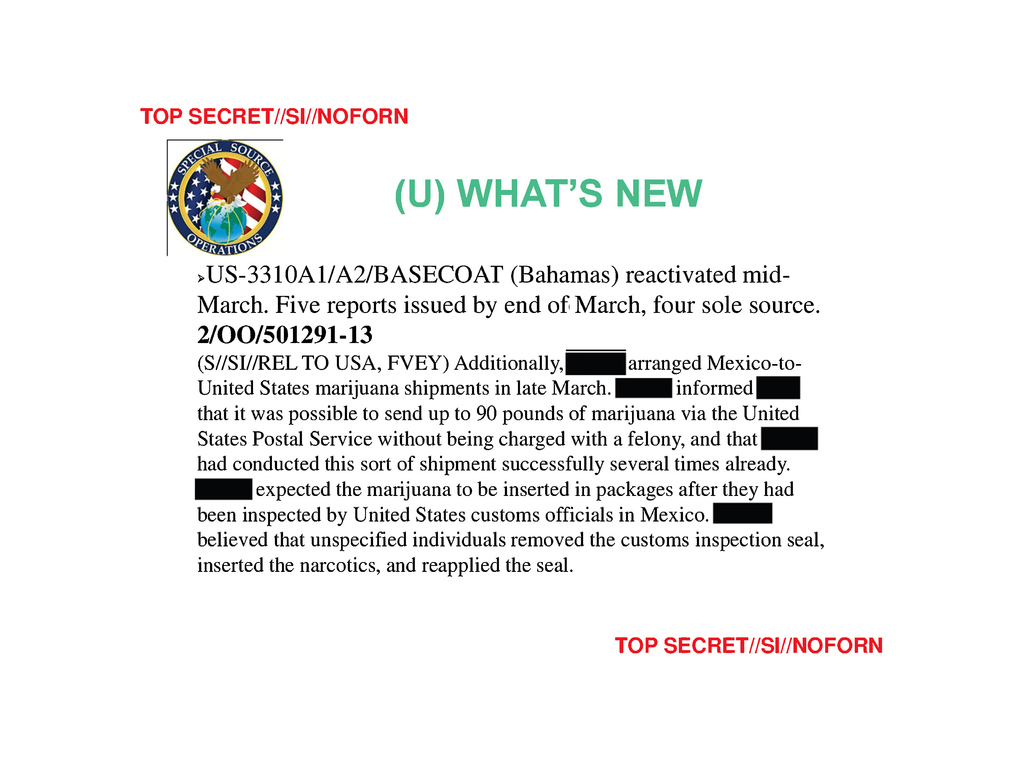 TOP SECRET//SI//NOFORN
SPECIAL SOURCE
OPERATIONS
(U) WHAT'S NEW
➢US-3310A1/A2/BASECOAT (Bahamas) reactivated mid-
March. Five reports issued by end of March, four sole source.
2/OO/501291-13
(S//SI//REL TO USA, FVEY) Additionally, arranged Mexico-to-
United States marijuana shipments in late March. informed
that it was possible to send up to 90 pounds of marijuana via the United
States Postal Service without being charged with a felony, and that
had conducted this sort of shipment successfully several times already.
expected the marijuana to be inserted in packages after they had
been inspected by United States customs officials in Mexico.
believed that unspecified individuals removed the customs inspection seal,
inserted the narcotics, and reapplied the seal.
TOP SECRET//SI//NOFORN